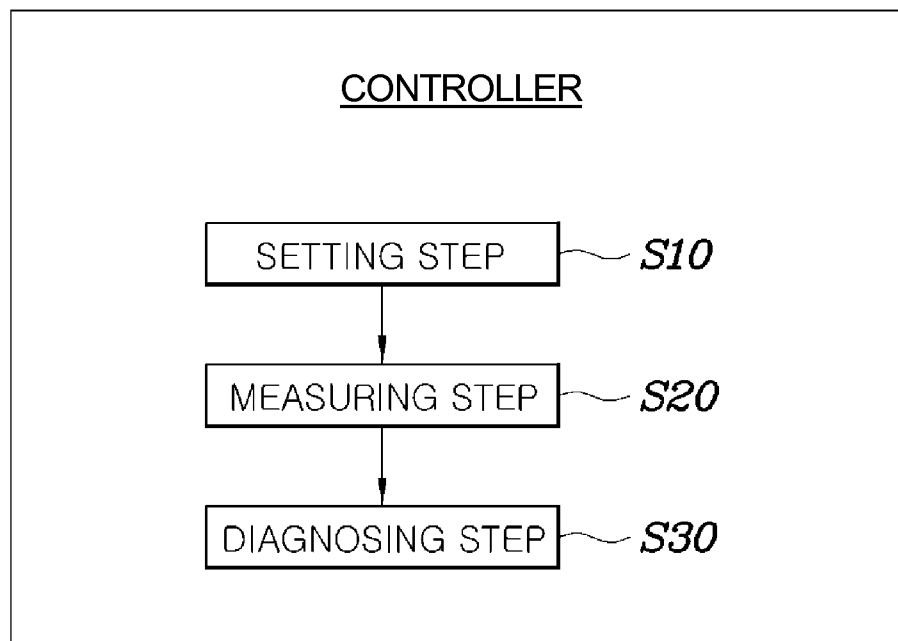 CONTROLLER
SETTING STEP
S10
MEASURING STEP
S20
DIAGNOSING STEP
S30